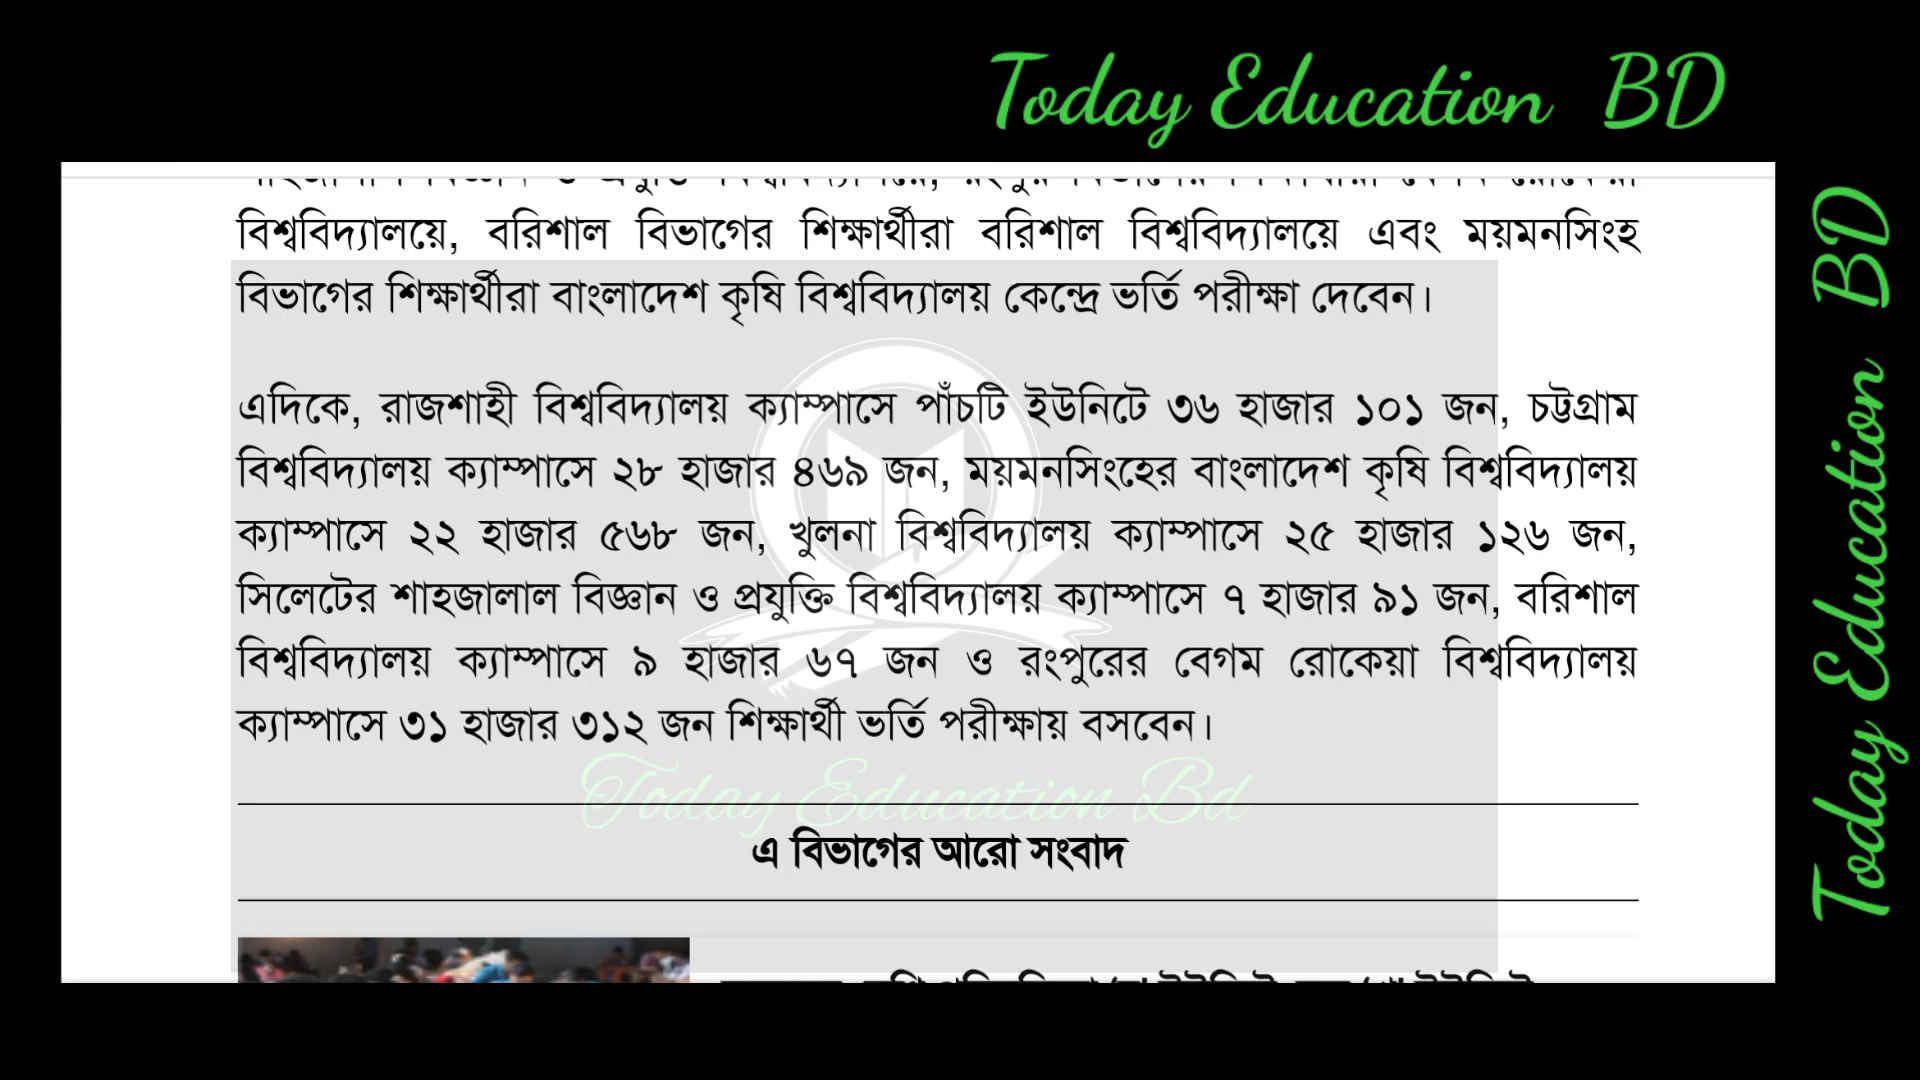 Today Education BD
বিশ্ববিদ্যালয়ে, বরিশাল বিভাগের শিক্ষার্থীরা বরিশাল বিশ্ববিদ্যালয়ে এবং ময়মনসিংহ
বিভাগের শিক্ষার্থীরা বাংলাদেশ কৃষি বিশ্ববিদ্যালয় কেন্দ্রে ভর্তি পরীক্ষা দেবেন।
এদিকে, রাজশাহী বিশ্ববিদ্যালয় ক্যাম্পাসে পাঁচটি ইউনিটে ৩৬ হাজার ১০১ জন, চট্টগ্রাম
বিশ্ববিদ্যালয় ক্যাম্পাসে ২৮ হাজার ৪৬৯ জন, ময়মনসিংহের বাংলাদেশ কৃষি বিশ্ববিদ্যালয়
ক্যাম্পাসে ২২ হাজার ৫৬৮ জন, খুলনা বিশ্ববিদ্যালয় ক্যাম্পাসে ২৫ হাজার ১২৬ জন,
সিলেটের শাহজালাল বিজ্ঞান ও প্রযুক্তি বিশ্ববিদ্যালয় ক্যাম্পাসে ৭ হাজার ৯১ জন, বরিশাল
বিশ্ববিদ্যালয় ক্যাম্পাসে ৯ হাজার ৬৭ জন ও রংপুরের বেগম রোকেয়া বিশ্ববিদ্যালয়
ক্যাম্পাসে ৩১ হাজার ৩১২ জন শিক্ষার্থী ভর্তি পরীক্ষায় বসবেন।
Today Education Bd
এ বিভাগের আরো সংবাদ
Today Education BD